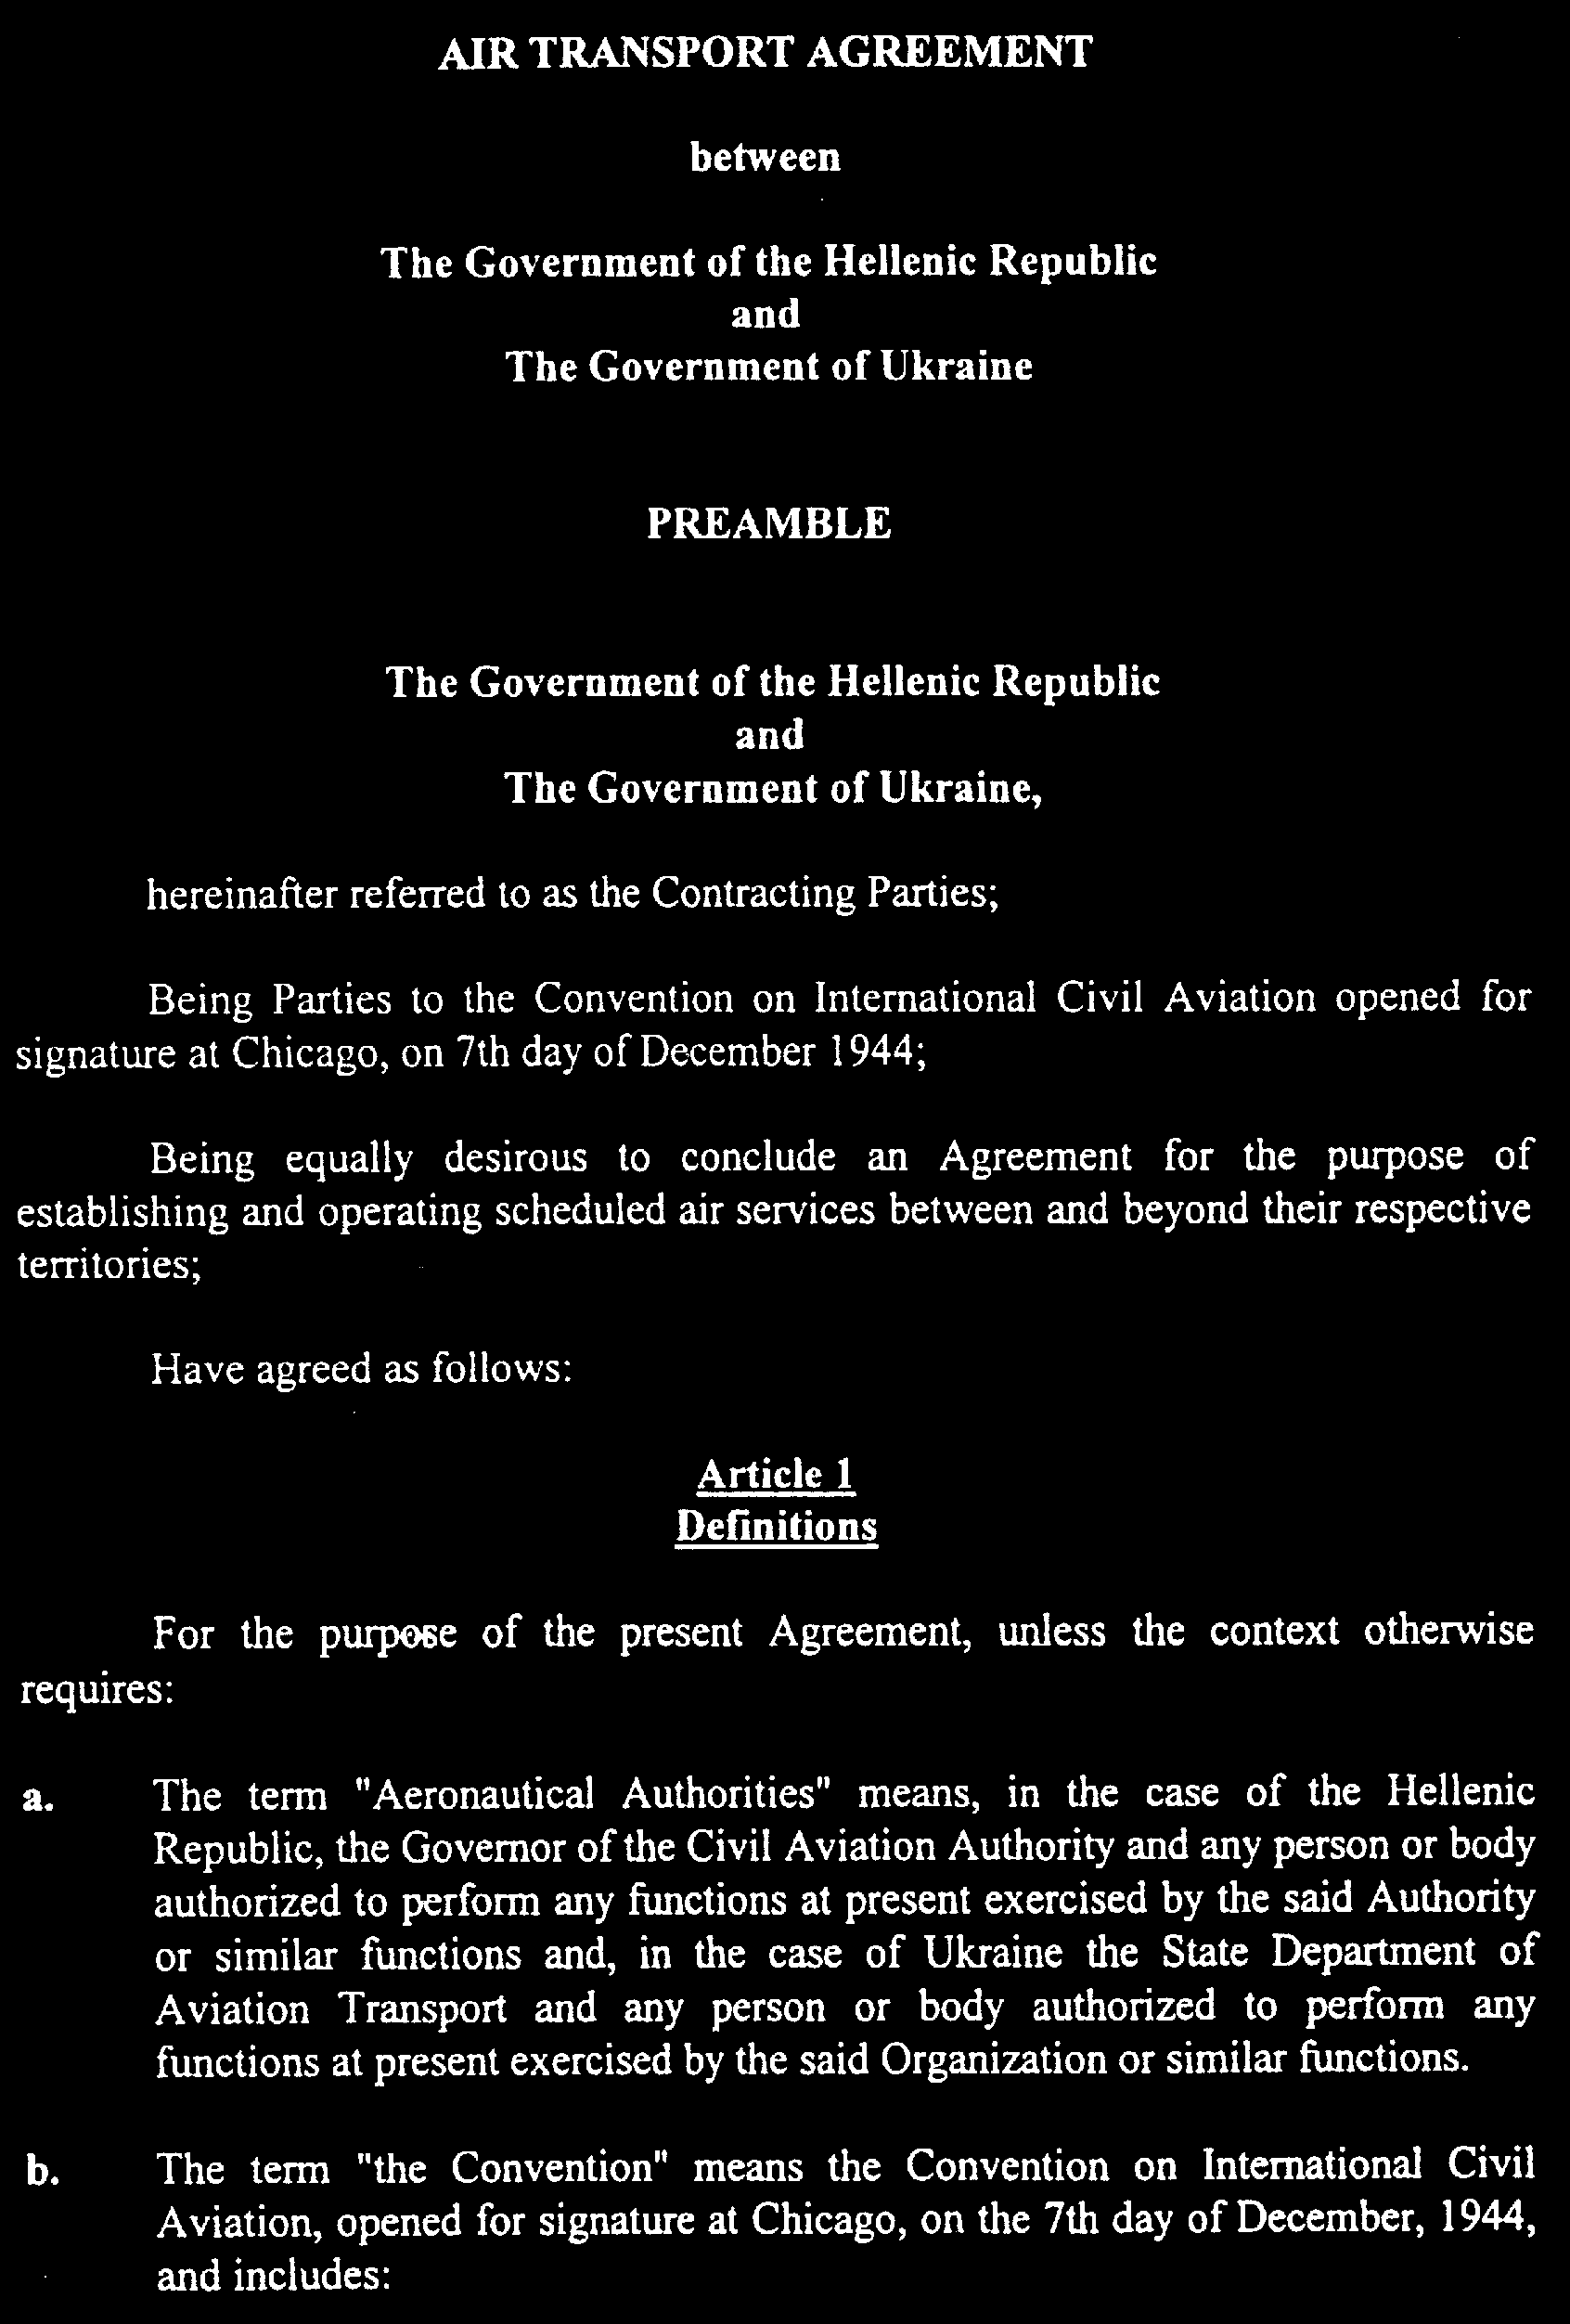 AIR TRANSPORT AGREEMENT
between
The Government of the Hellenic Republic
and
The Government of Ukraine
PREAMBLE
The Government of the Hellenic Republic
and
The Government of Ukraine,
hereinafter referred to as the Contracting Parties;
Being Parties to the Convention on International Civil Aviation opened for
signature at Chicago, on 7th day of December 1944;
Being equally desirous to conclude an Agreement for the purpose of
establishing and operating scheduled air services between and beyond their respective
territories;
Have agreed as follows:
Article 1
Definitions
For the purpose of the present Agreement, unless the context otherwise
requires:
a. The term "Aeronautical Authorities" means, in the case of the Hellenic
Republic, the Governor of the Civil Aviation Authority and any person or body
authorized to perform any functions at present exercised by the said Authority
or similar functions and, in the case of Ukraine the State Department of
Aviation Transport and any person or body authorized to perform any
functions at present exercised by the said Organization or similar functions.
b. The term "the Convention" means the Convention on International Civil
Aviation, opened for signature at Chicago, on the 7th day of December, 1944,
and includes: